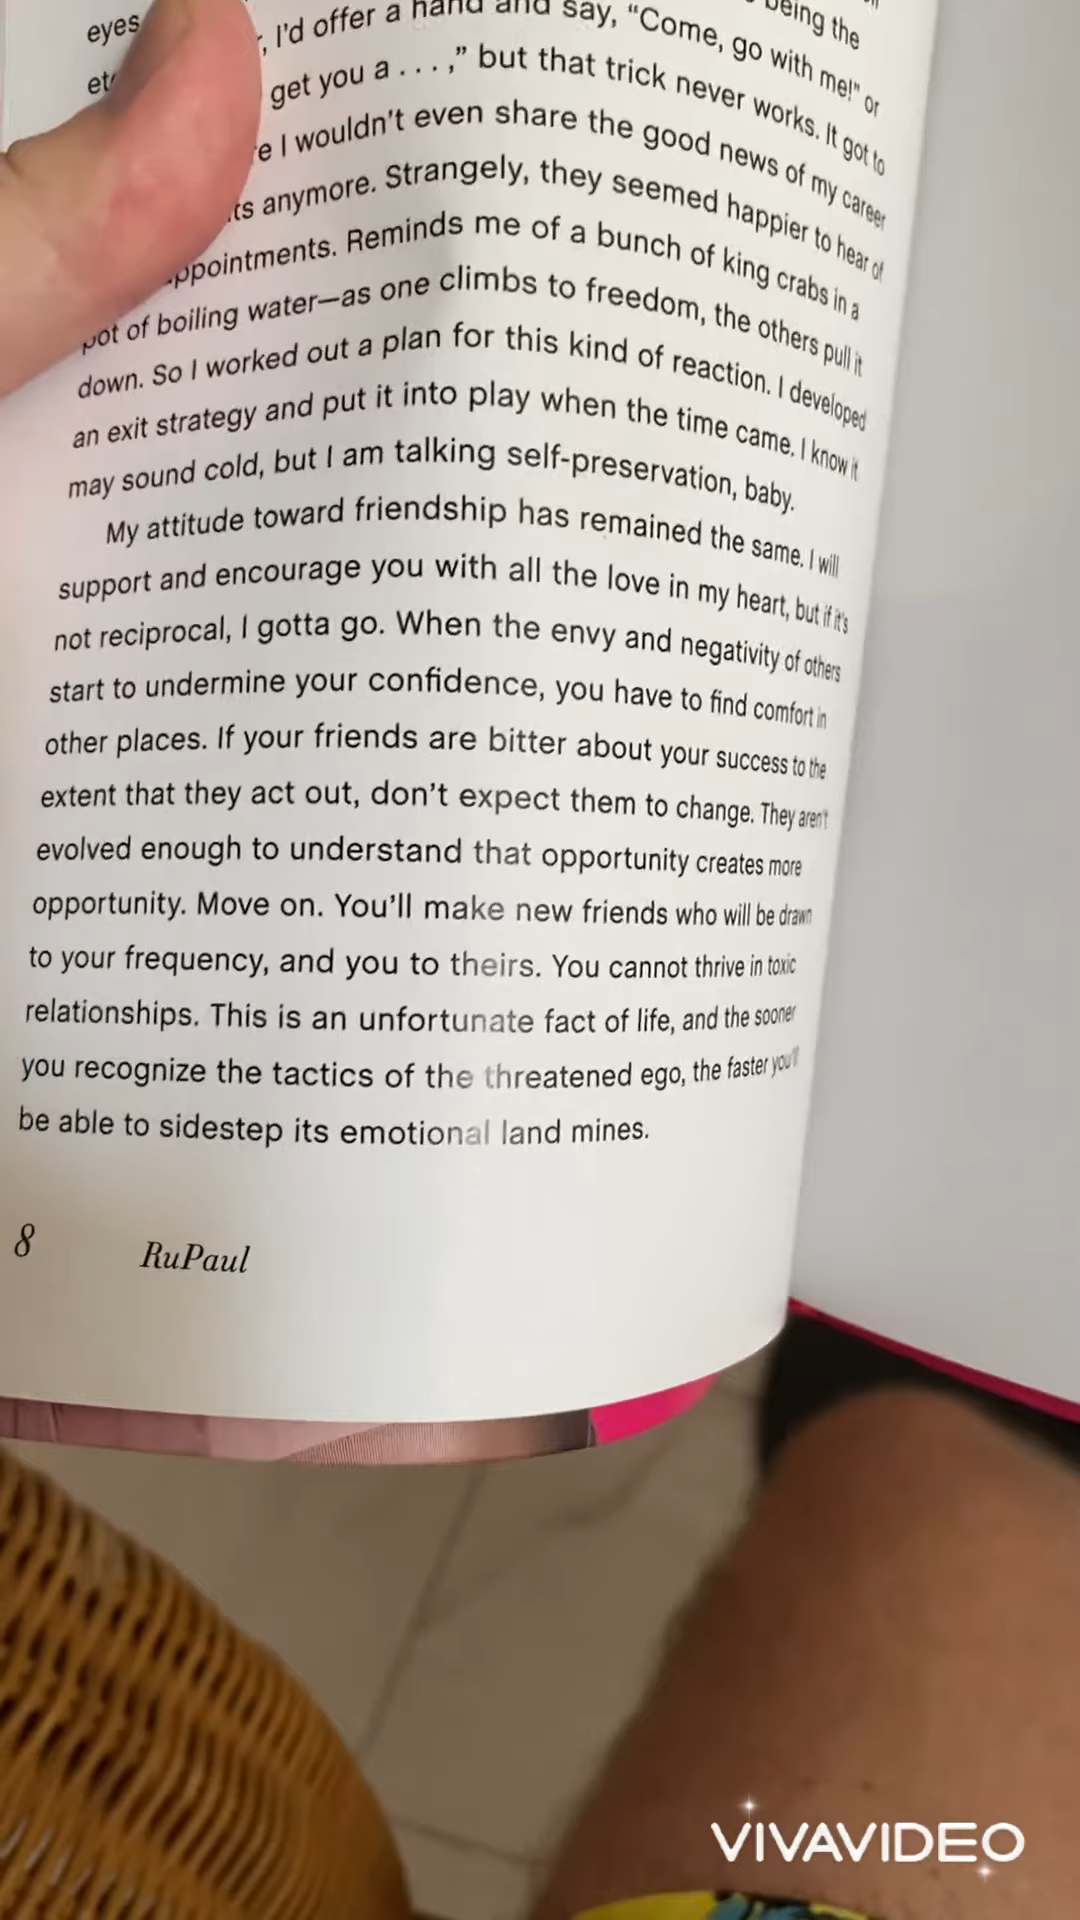 being the
eyes , I'd offer a hand and say, “Come, go with me!” or
get you a . . . ,” but that trick never works. It got to
I wouldn't even share the good news of my career
anymore. Strangely, they seemed happier to hear of
ppointments. Reminds me of a bunch of king crabs in a
pot of boiling water—as one climbs to freedom, the others pull it
down. So I worked out a plan for this kind of reaction. I developed
an exit strategy and put it into play when the time came. I know it
may sound cold, but I am talking self-preservation, baby.
My attitude toward friendship has remained the same. I will
support and encourage you with all the love in my heart, but if it's
not reciprocal, I gotta go. When the envy and negativity of others
start to undermine your confidence, you have to find comfort in
other places. If your friends are bitter about your success to the
extent that they act out, don't expect them to change. They aren't
evolved enough to understand that opportunity creates more
opportunity. Move on. You'll make new friends who will be drawn
to your frequency, and you to theirs. You cannot thrive in toxic
relationships. This is an unfortunate fact of life, and the sooner
you recognize the tactics of the threatened ego, the faster you'll
be able to sidestep its emotional land mines.
8 RuPaul
VIVAVIDEO